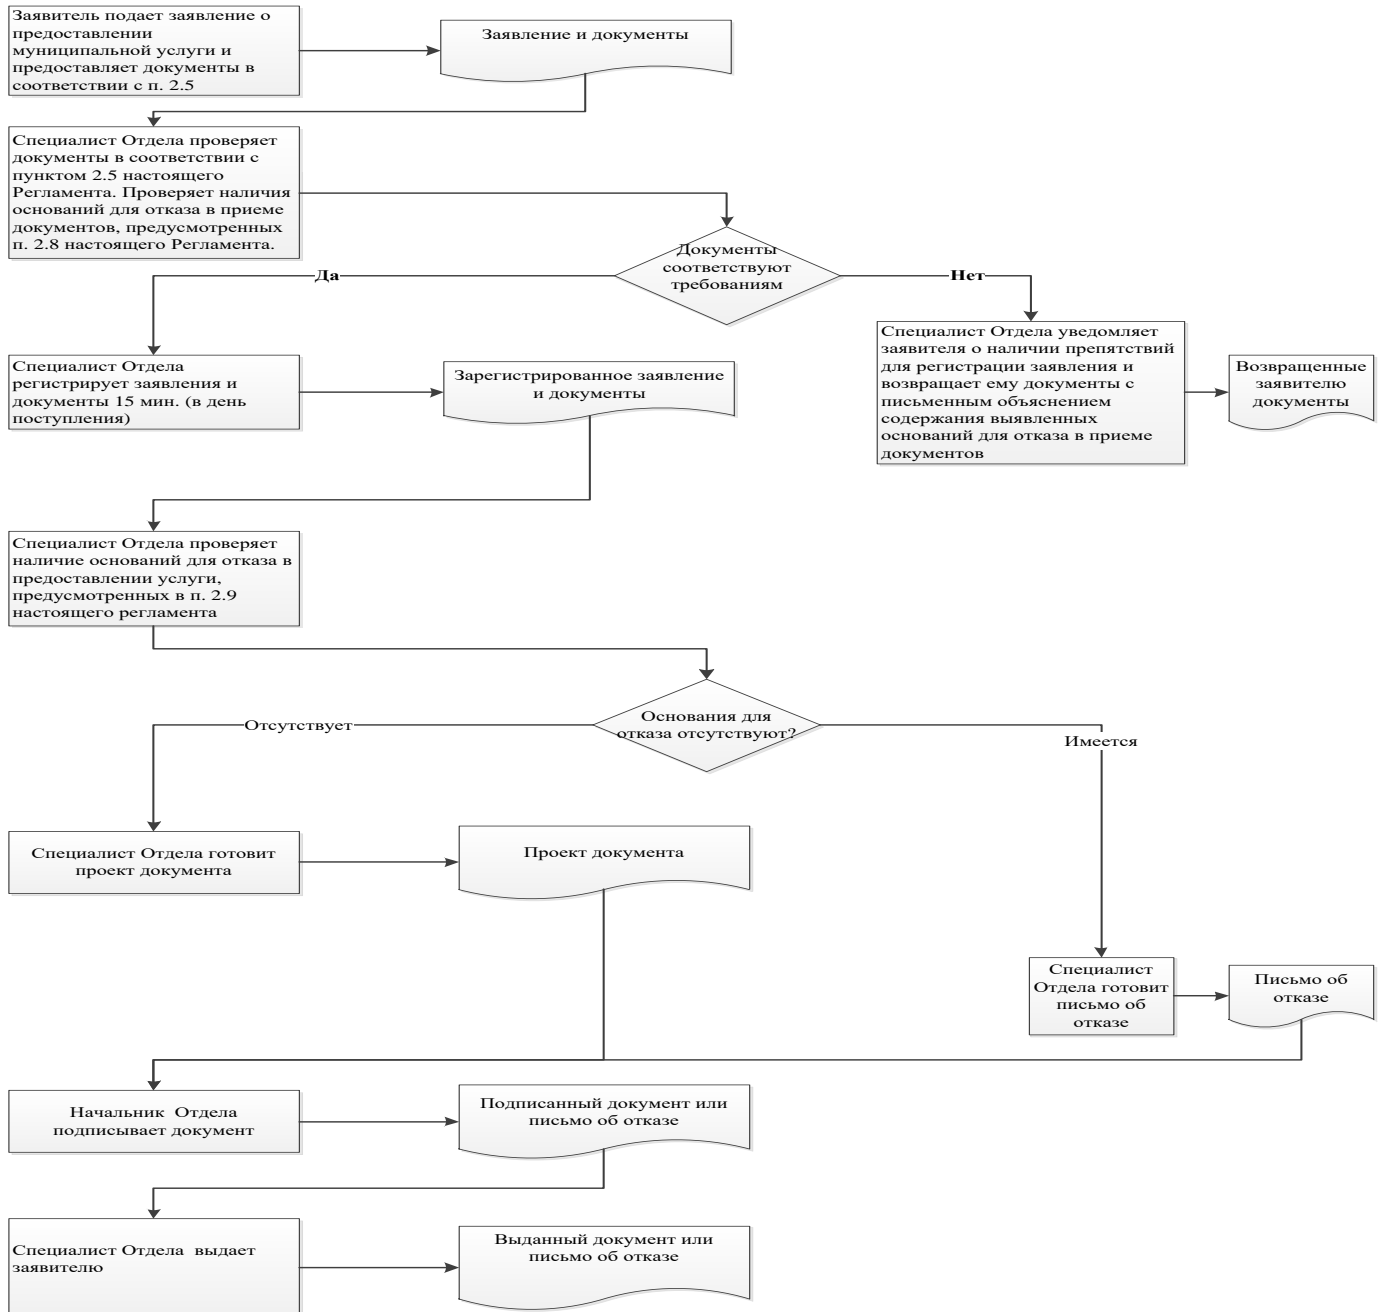 Заявитель подает заявление о
предоставлении
муниципальной услуги и
предоставляет документы в
соответствии с п. 2.5
Заявление и документы
Специалист Отдела проверяет
документы в соответствии с
пунктом 2.5 настоящего
Регламента. Проверяет наличия
оснований для отказа в приеме
документов, предусмотренных
п. 2.8 настоящего Регламента.
Документы
соответствуют
требованиям
Да
Нет
Специалист Отдела
регистрирует заявления и
документы 15 мин. (в день
поступления)
Зарегистрированное заявление
и документы
Специалист Отдела уведомляет
заявителя о наличии препятствий
для регистрации заявления и
возвращает ему документы с
письменным объяснением
содержания выявленных
оснований для отказа в приеме
документов
Возвращенные
заявителю
документы
Специалист Отдела проверяет
наличие оснований для отказа в
предоставлении услуги,
предусмотренных в п. 2.9
настоящего регламента
Основания для
отказа отсутствуют?
Отсутствует
Имеется
Специалист Отдела готовит
проект документа
Проект документа
Специалист
Отдела готовит
письмо об
отказе
Письмо об
отказе
Начальник Отдела
подписывает документ
Подписанный документ или
письмо об отказе
Специалист Отдела выдает
заявителю
Выданный документ или
письмо об отказе